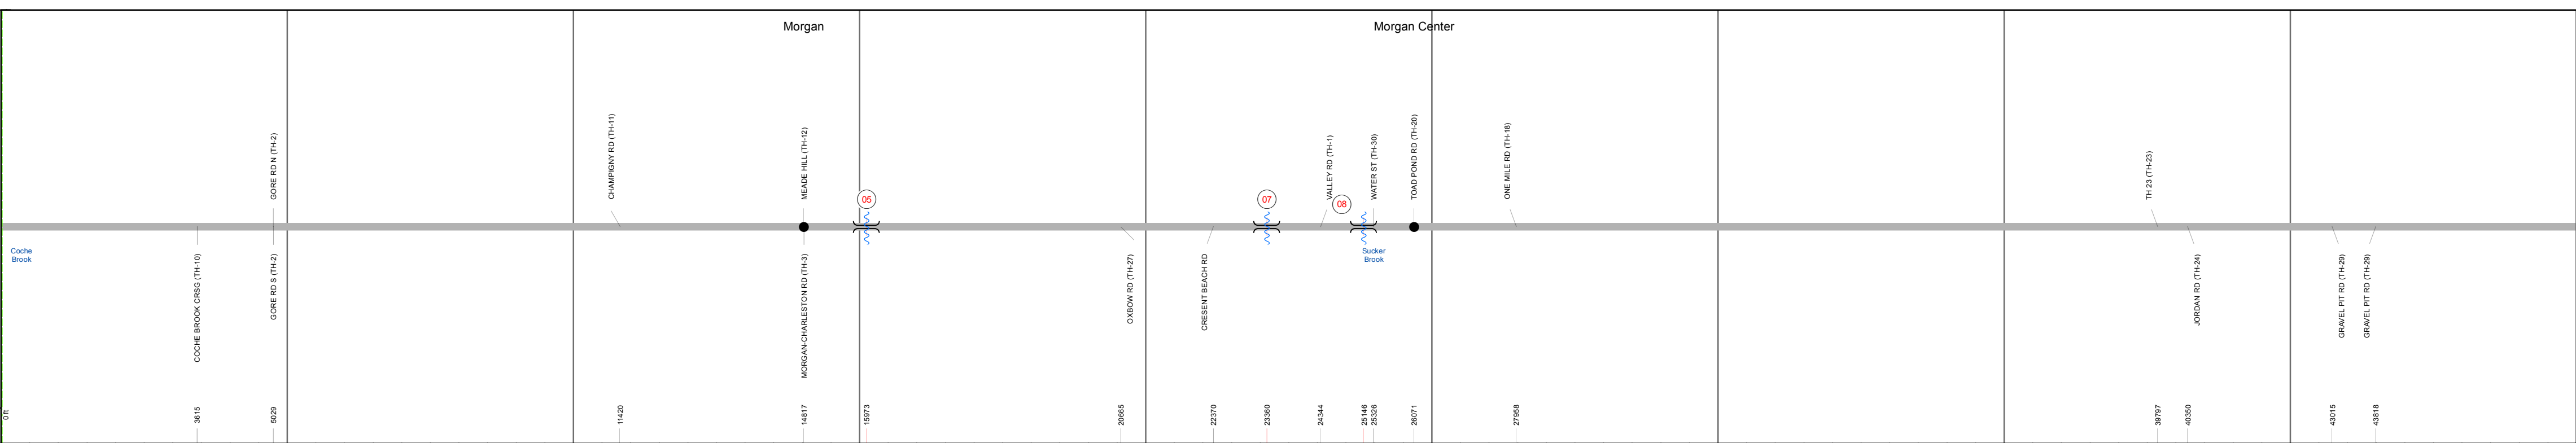 Morgan
Morgan Center
GORE RD N (TH-2)
CHAMPIGNY RD (TH-11)
MEADE HILL (TH-12)
VALLEY RD (TH-1)
WATER ST (TH-30)
TOAD POND RD (TH-20)
ONE MILE RD (TH-18)
TH 23 (TH-23)
05
07
08
Coche
Brook
Sucker
Brook
COCHE BROOK CRSG (TH-10)
GORE RD S (TH-2)
MORGAN-CHARLESTON RD (TH-3)
OXBOW RD (TH-27)
CRESENT BEACH RD
JORDAN RD (TH-24)
GRAVEL PIT RD (TH-29)
GRAVEL PIT RD (TH-29)
0 ft
3615
5029
11420
14817
15973
20665
22370
23360
24344
25146
25326
26071
27958
39797
40350
43015
43818